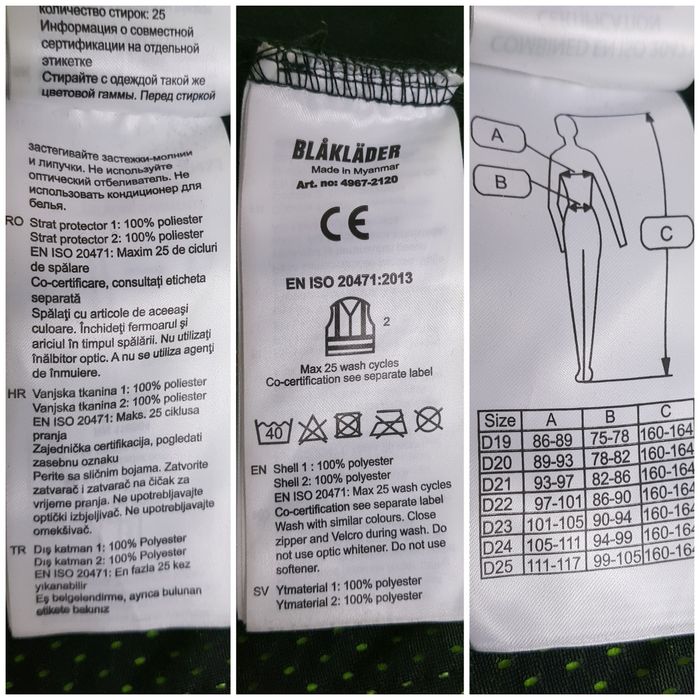 количество стирок: 25
Информация о совместной
сертификации на отдельной
этикетке
Стирайте с одеждой такой же
цветовой гаммы. Перед стиркой
застегивайте застежки-молнии
и липучки. Не используйте
оптический отбеливатель. Не
использовать кондиционер для
белья.
RO Strat protector 1: 100% poliester
Strat protector 2: 100% poliester
EN ISO 20471: Maxim 25 de cicluri
de spălare
Co-certificare, consultați eticheta
separată
Spălați cu articole de aceeași
culoare. Închideți fermoarul și
ariciul în timpul spălării. Nu utilizați
înălbitor optic. A nu se utiliza agenți
de înmuiere.
HR Vanjska tkanina 1: 100% poliester
Vanjska tkanina 2: 100% poliester
EN ISO 20471: Maks. 25 ciklusa
pranja
Zajednička certifikacija, pogledati
zasebnu oznaku
Perite sa sličnim bojama. Zatvorite
zatvarač i zatvarač na čičak za
vrijeme pranja. Ne upotrebljavajte
optički izbjeljivač. Ne upotrebljavajte
omekšivač.
TR Dış katman 1: 100% Polyester
Dış katman 2: 100% Polyester
EN ISO 20471: En fazla 25 kez
yıkanabilir
Eş belgelendirme, ayrıca bulunan
etikete bakınız
BLÅKLÄDER
Made in Myanmar
Art. no: 4967-2120
CE
EN ISO 20471:2013
2
Max 25 wash cycles
Co-certification see separate label
40
EN Shell 1 : 100% polyester
Shell 2: 100% polyester
EN ISO 20471: Max 25 wash cycles
Co-certification see separate label
Wash with similar colours. Close
zipper and Velcro during wash. Do
not use optic whitener. Do not use
softener.
SV Ytmaterial 1: 100% polyester
Ytmaterial 2: 100% polyester
A
B
C
Size A B C
D19 86-89 75-78 160-164
D20 89-93 78-82 160-164
D21 93-97 82-86 160-164
D22 97-101 86-90 160-164
D23 101-105 90-94 160-164
D24 105-111 94-99 160-164
D25 111-117 99-105 160-164